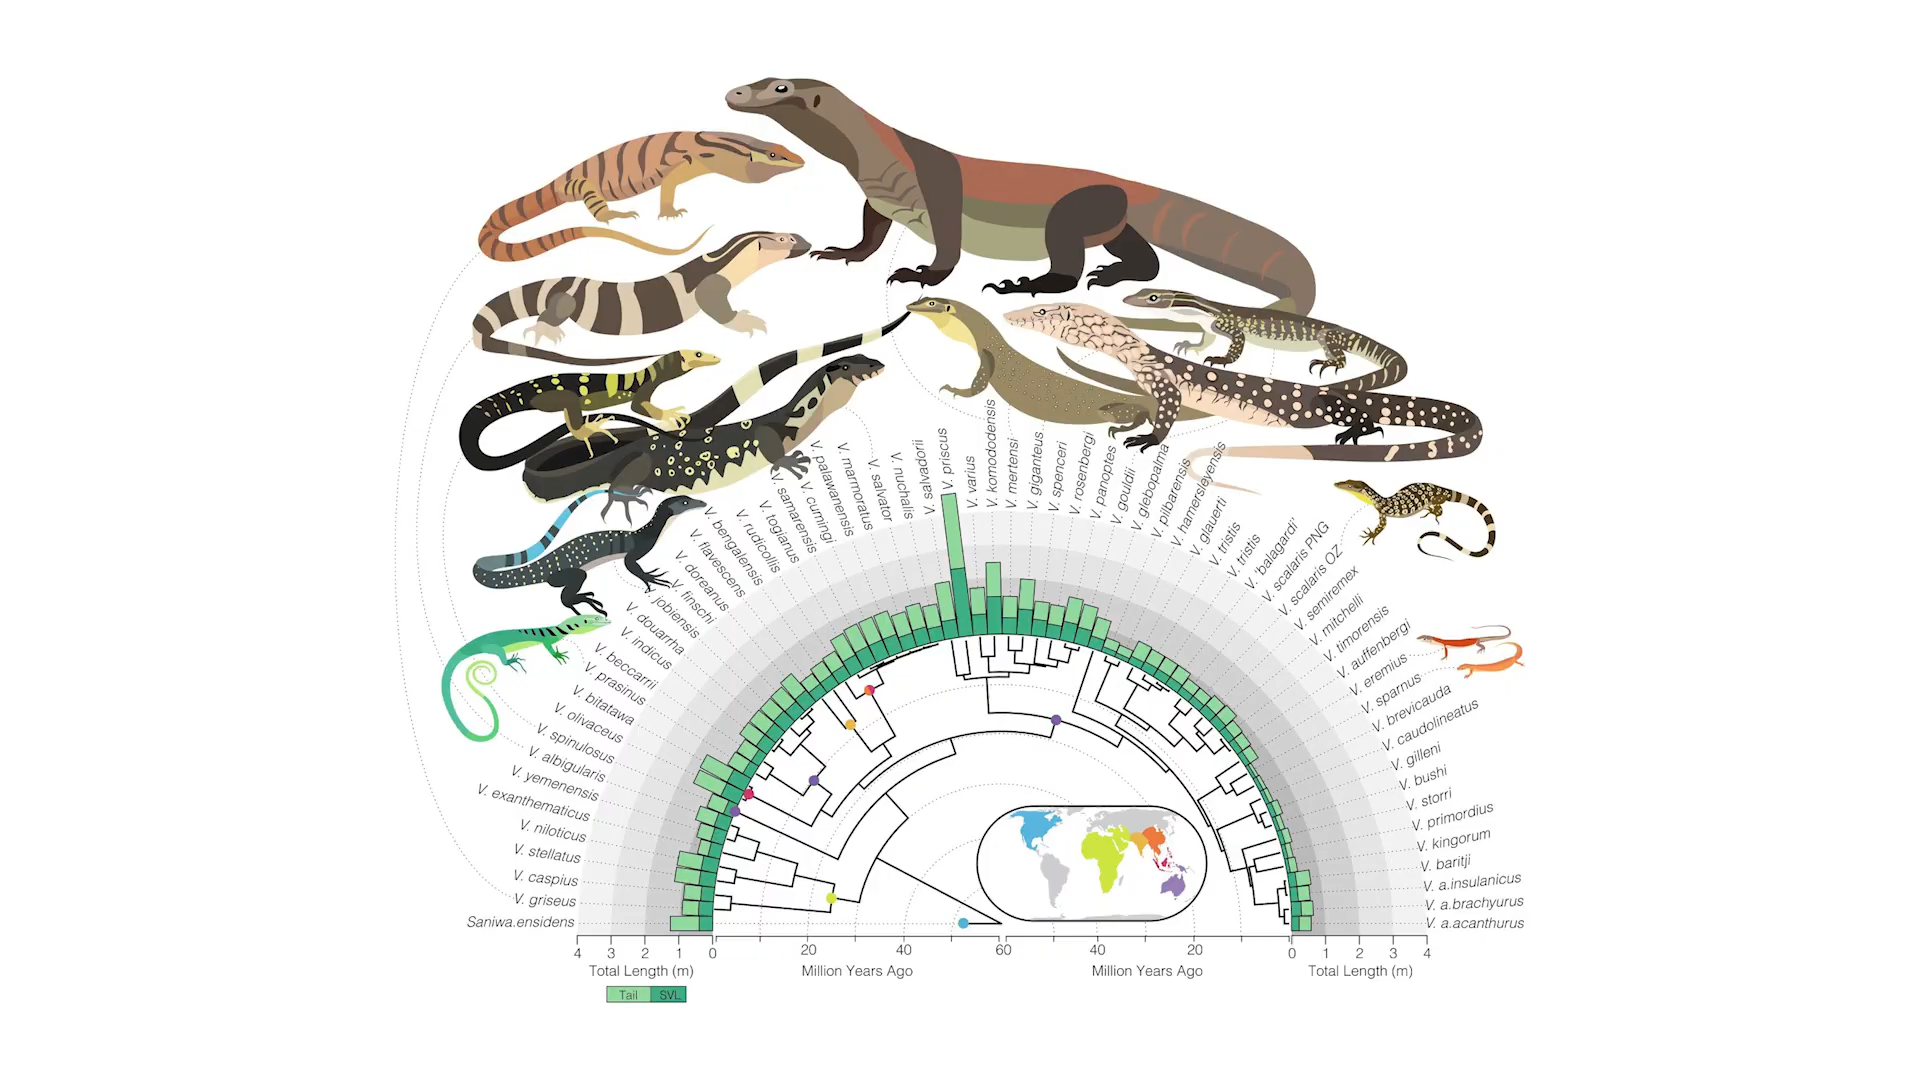 Saniwa.ensidens
V. griseus
V. caspius
V. stellatus
V. niloticus
V. exanthematicus
V. yemenensis
V. albigularis
V. spinulosus
V. olivaceus
V. bitatawa
V. prasinus
V. beccarrii
V. indicus
V. douarrha
V. jobiensis
V. finschi
V. doreanus
V. flavescens
V. bengalensis
V. rudicollis
V. togianus
V. samarensis
V. cumingi
V. palawanensis
V. marmoratus
V. salvator
V. nuchalis
V. salvadorii
V. priscus
V. varius
V. komododensis
V. mertensi
V. giganteus
V. spenceri
V. rosenbergi
V. panoptes
V. gouldii
V. glebopalma
V. pilbarensis
V. hamersleyensis
V. glauerti
V. tristis
V. tristis
V. 'balagardi'
V. scalaris PNG
V. scalaris OZ
V. semiremex
V. mitchelli
V. timorensis
V. auffenbergi
V. eremius
V. sparnus
V. brevicauda
V. caudolineatus
V. gilleni
V. bushi
V. storri
V. primordius
V. kingorum
V. baritji
V. a.insulanicus
V. a.brachyurus
V. a.acanthurus
4 3 2 1 0 20 40 60 40 20 0 1 2 3 4
Total Length (m) Million Years Ago Million Years Ago Total Length (m)
Tail SVL